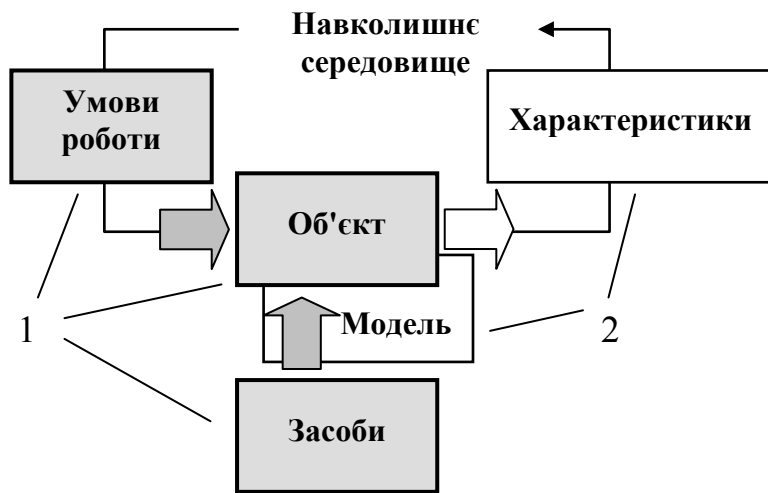 Навколишнє
середовище
Умови
роботи
Характеристики
Об'єкт
1
Модель
2
Засоби